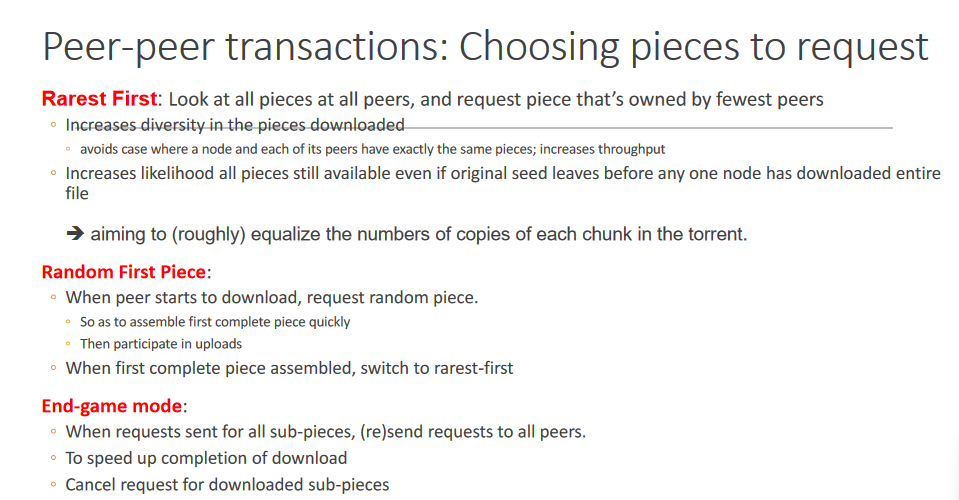 Peer-peer transactions: Choosing pieces to request
Rarest First: Look at all pieces at all peers, and request piece that's owned by fewest peers
◦ Increases diversity in the pieces downloaded
◦ avoids case where a node and each of its peers have exactly the same pieces; increases throughput
◦ Increases likelihood all pieces still available even if original seed leaves before any one node has downloaded entire
file
➔ aiming to (roughly) equalize the numbers of copies of each chunk in the torrent.
Random First Piece:
◦ When peer starts to download, request random piece.
◦ So as to assemble first complete piece quickly
◦ Then participate in uploads
◦ When first complete piece assembled, switch to rarest-first
End-game mode:
◦ When requests sent for all sub-pieces, (re)send requests to all peers.
◦ To speed up completion of download
◦ Cancel request for downloaded sub-pieces